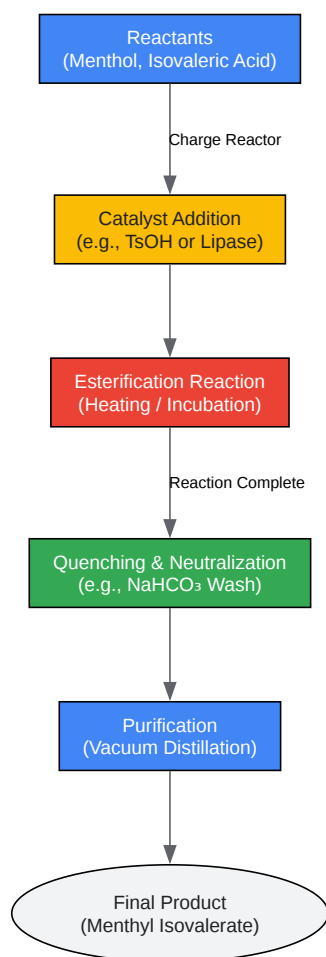 Reactants
(Menthol, Isovaleric Acid)
Charge Reactor
Catalyst Addition
(e.g., TsOH or Lipase)
Esterification Reaction
(Heating / Incubation)
Reaction Complete
Quenching & Neutralization
(e.g., NaHCO₃ Wash)
Purification
(Vacuum Distillation)
Final Product
(Menthyl Isovalerate)